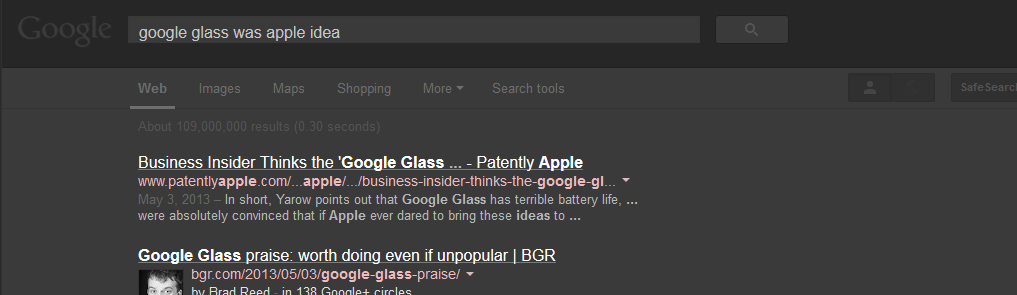 Google
google glass was apple idea
Web Images Maps Shopping More Search tools
SafeSearch
About 109,000,000 results (0.30 seconds)
Business Insider Thinks the 'Google Glass ... - Patently Apple
www.patentlyapple.com/...apple/.../business-insider-thinks-the-google-gl...
May 3, 2013 – In short, Yarow points out that Google Glass has terrible battery life, ...
were absolutely convinced that if Apple ever dared to bring these ideas to ...
Google Glass praise: worth doing even if unpopular | BGR
bgr.com/2013/05/03/google-glass-praise/
by Brad Reed - in 138 Google+ circles